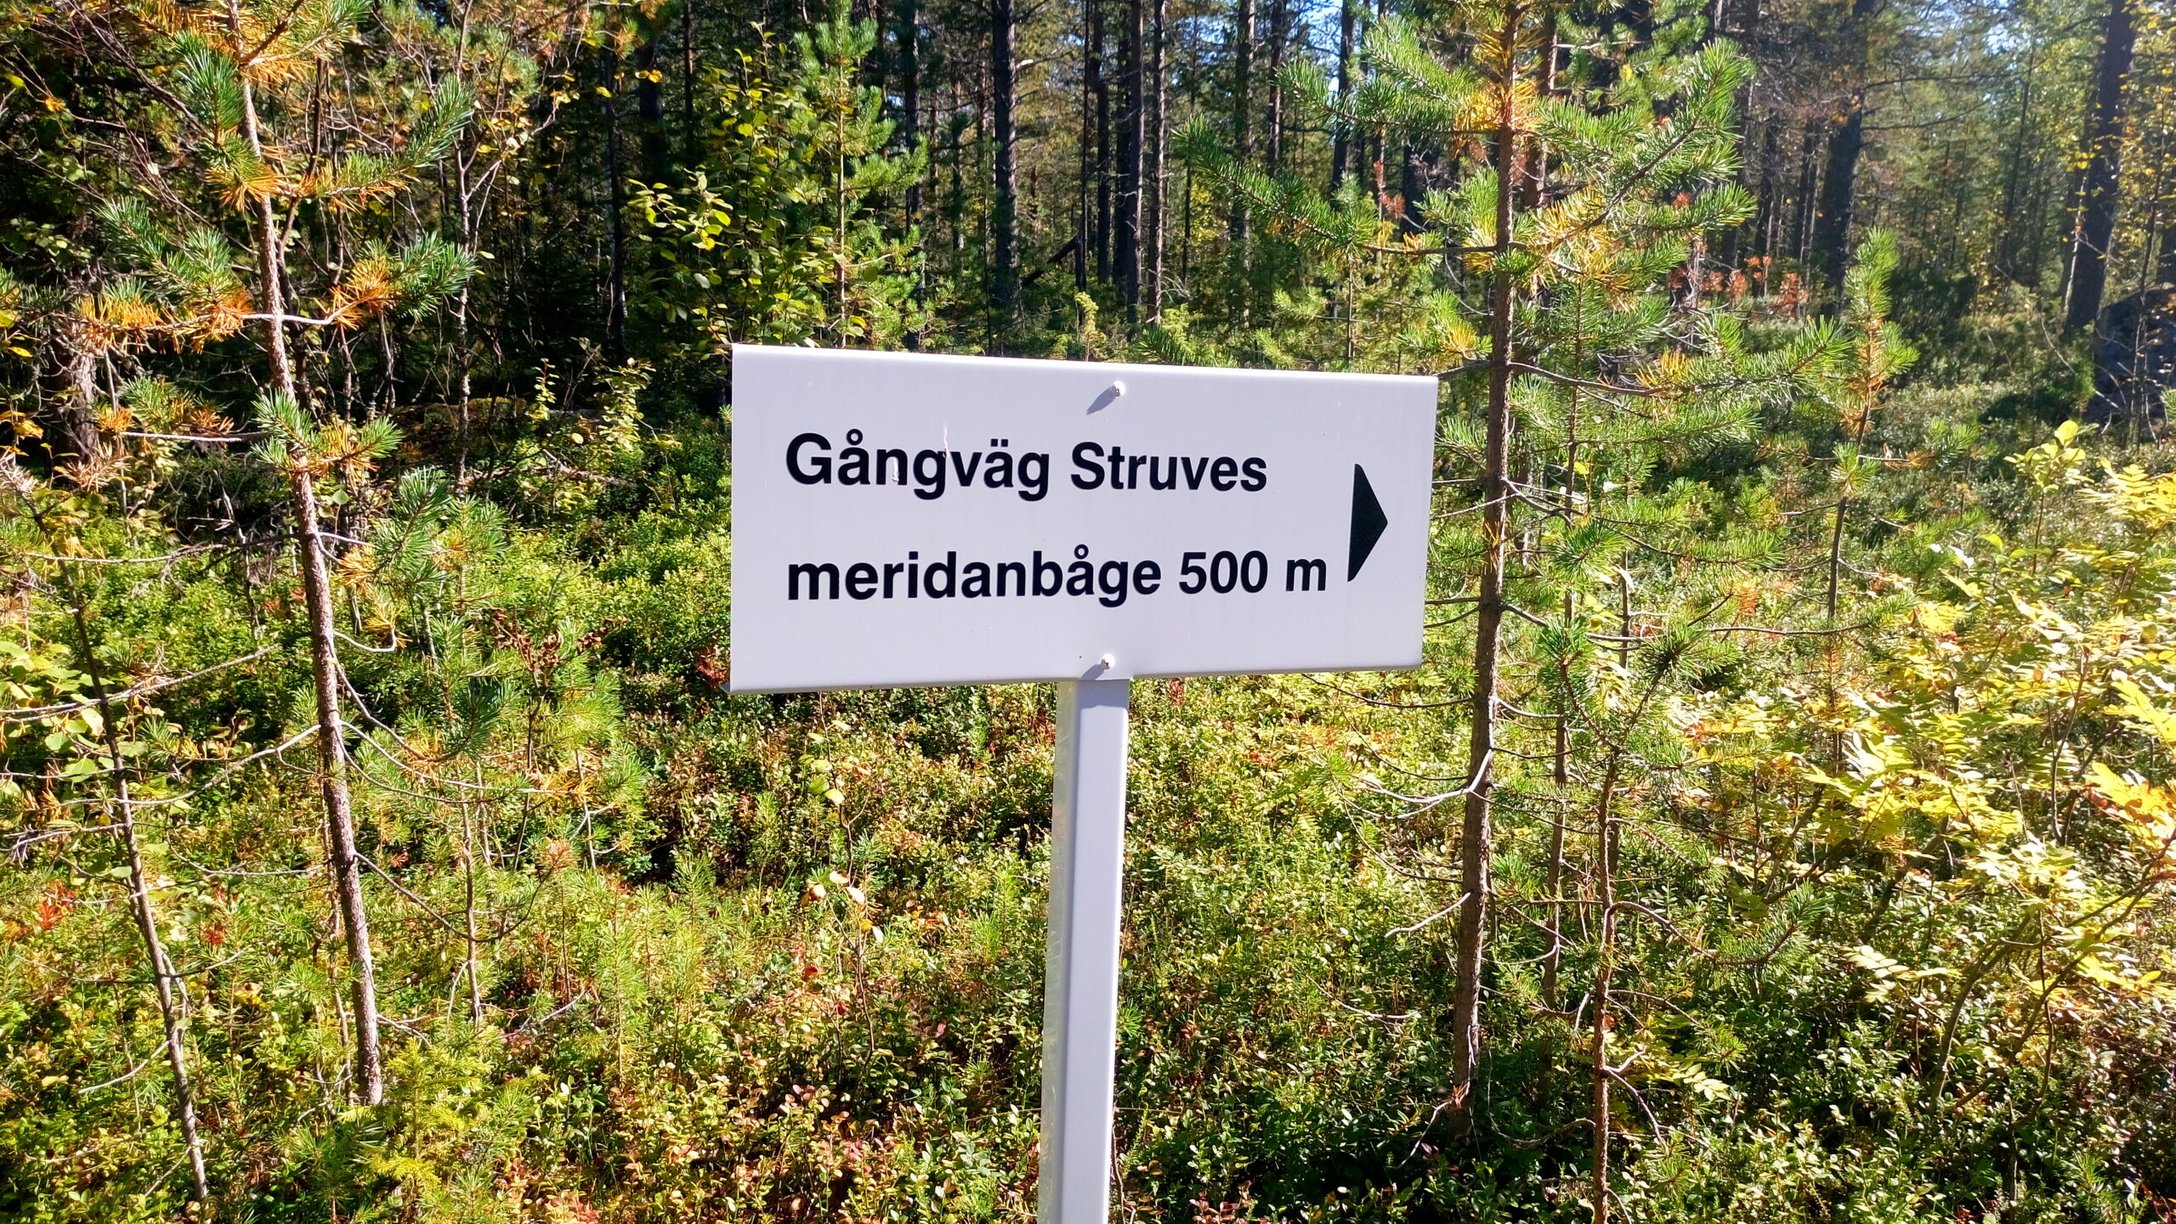 Gångväg Struves
meridanbåge 500 m